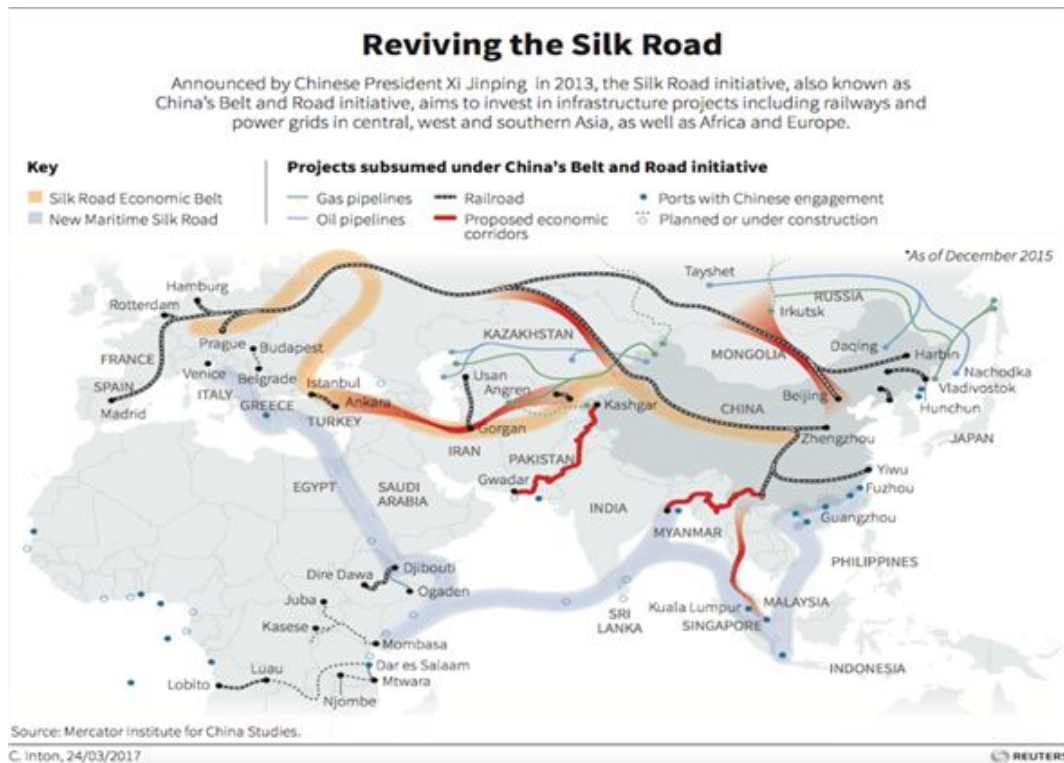 Reviving the Silk Road
Announced by Chinese President Xi Jinping in 2013, the Silk Road initiative, also known as
China's Belt and Road initiative, aims to invest in infrastructure projects including railways and
power grids in central, west and southern Asia, as well as Africa and Europe.
Key
Silk Road Economic Belt
New Maritime Silk Road
Projects subsumed under China's Belt and Road initiative
Gas pipelines
Oil pipelines
Railroad
Proposed economic
corridors
Ports with Chinese engagement
Planned or under construction
*As of December 2015
Tayshet
Hamburg
RUSSIA
Rotterdam
Irkutsk
KAZAKHSTAN
Prague
Budapest
MONGOLIA
Daqing
Harbin
FRANCE
Venice
Belgrade
Usan
Nachodka
SPAIN
ITALY
Istanbul
Angren
Vladivostok
GREECE
Ankara
Kashgar
Beijing
Hunchun
Madrid
TURKEY
CHINA
Gorgan
Zhengzhou
JAPAN
IRAN
PAKISTAN
Yiwu
EGYPT
SAUDI
ARABIA
Gwadar
Fuzhou
INDIA
Guangzhou
MYANMAR
PHILIPPINES
Dire Dawa
Djibouti
Ogaden
Juba
SRI
LANKA
Kuala Lumpur
MALAYSIA
SINGAPORE
Kasese
Mombasa
Dar es Salaam
INDONESIA
Luau
Lobito
Mtwara
Njombe
Source: Mercator Institute for China Studies.
C. Inton, 24/03/2017
REUTERS